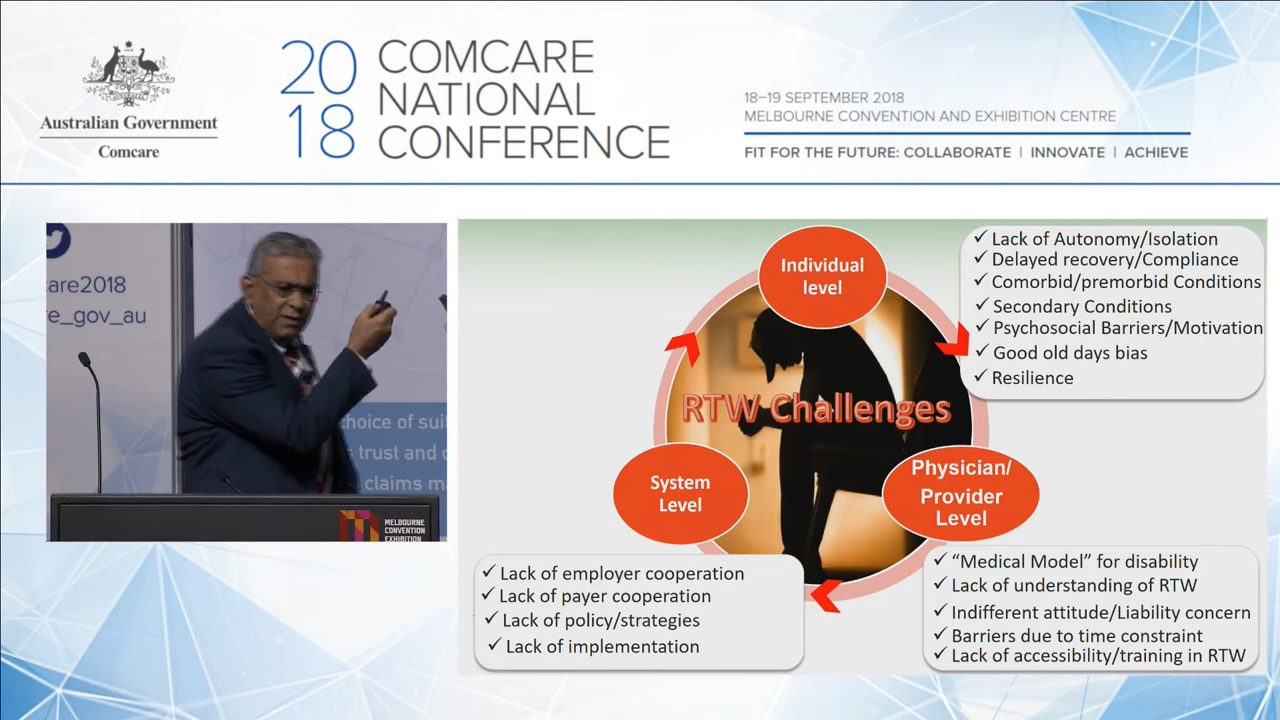 Australian Government
Comcare
20
18
COMCARE
NATIONAL
CONFERENCE
18–19 SEPTEMBER 2018
MELBOURNE CONVENTION AND EXHIBITION CENTRE
FIT FOR THE FUTURE: COLLABORATE | INNOVATE | ACHIEVE
care2018
re_gov_au
choice of sui
trust and
claims ma
MELBOURNE
CONVENTION
EXHIBITION
Individual
level
✓ Lack of Autonomy/Isolation
✓ Delayed recovery/Compliance
✓ Comorbid/premorbid Conditions
✓ Secondary Conditions
✓ Psychosocial Barriers/Motivation
✓ Good old days bias
✓ Resilience
RTW Challenges
System
Level
Physician/
Provider
Level
✓ Lack of employer cooperation
✓ Lack of payer cooperation
✓ Lack of policy/strategies
✓ Lack of implementation
✓ “Medical Model” for disability
✓ Lack of understanding of RTW
✓ Indifferent attitude/Liability concern
✓ Barriers due to time constraint
✓ Lack of accessibility/training in RTW